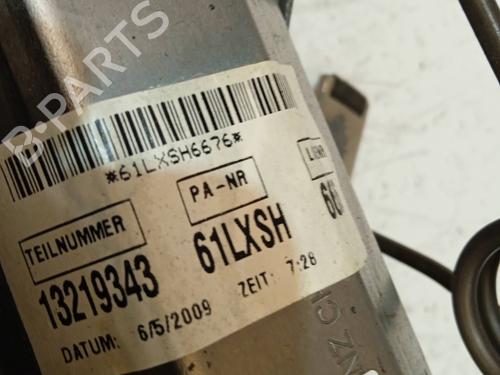 B-PARTS
*61LXSH6676*
TEILNUMMER
PA-NR
13219343
61LXSH
DATUM: 6/5/2009
ZEIT: 7:28